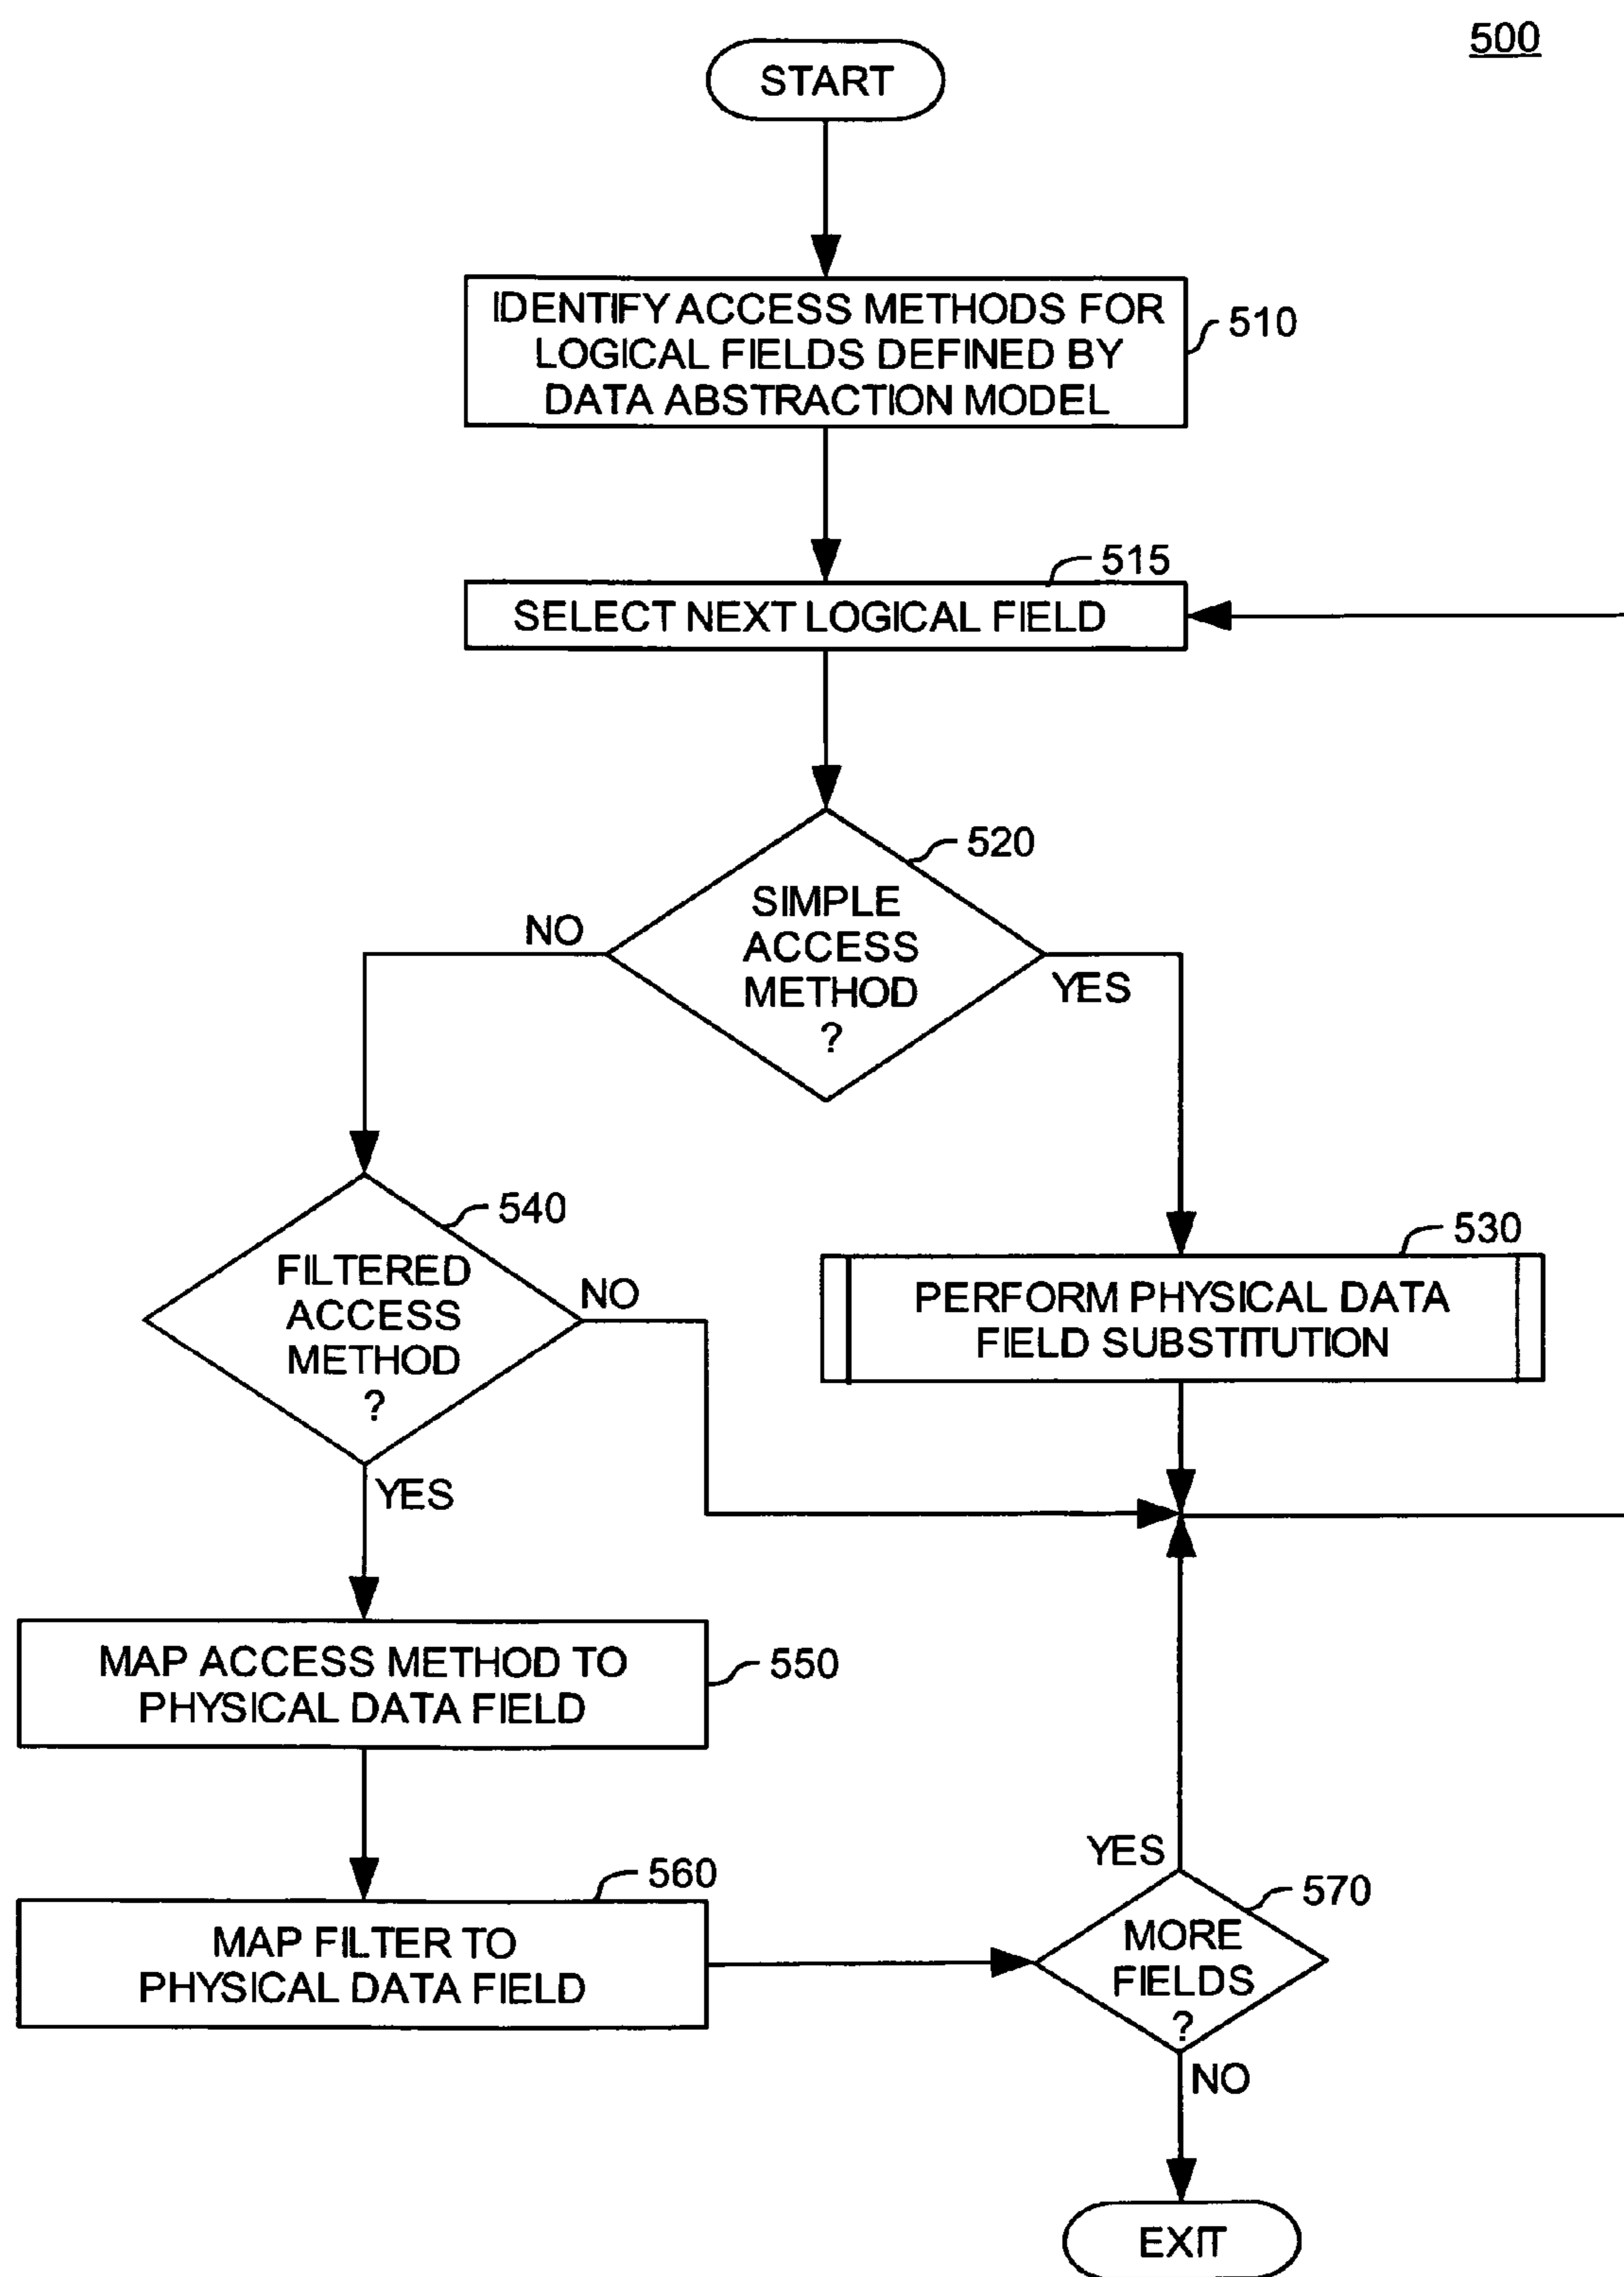 500
START
IDENTIFY ACCESS METHODS FOR
LOGICAL FIELDS DEFINED BY
DATA ABSTRACTION MODEL
510
515
SELECT NEXT LOGICAL FIELD
520
SIMPLE
ACCESS
METHOD
?
NO
YES
540
FILTERED
ACCESS
METHOD
?
NO
YES
530
PERFORM PHYSICAL DATA
FIELD SUBSTITUTION
MAP ACCESS METHOD TO
PHYSICAL DATA FIELD
550
560
MAP FILTER TO
PHYSICAL DATA FIELD
YES
570
MORE
FIELDS
?
NO
EXIT